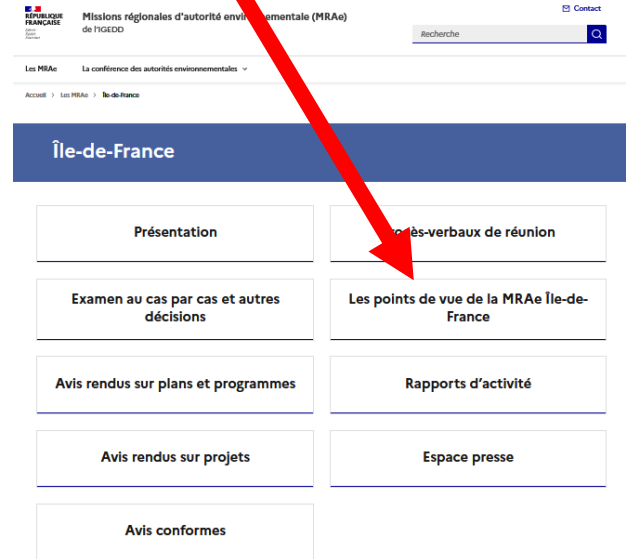 RÉPUBLIQUE
FRANÇAISE
Liberté
Égalité
Fraternité
Missions régionales d'autorité environnementale (MRAe)
de l'IGEDD
Contact
Recherche
Les MRAe
La conférence des autorités environnementales
Accueil > Les MRAe > Île-de-France
Île-de-France
Présentation
Procès-verbaux de réunion
Examen au cas par cas et autres
décisions
Les points de vue de la MRAe Île-de-
France
Avis rendus sur plans et programmes
Rapports d'activité
Avis rendus sur projets
Espace presse
Avis conformes